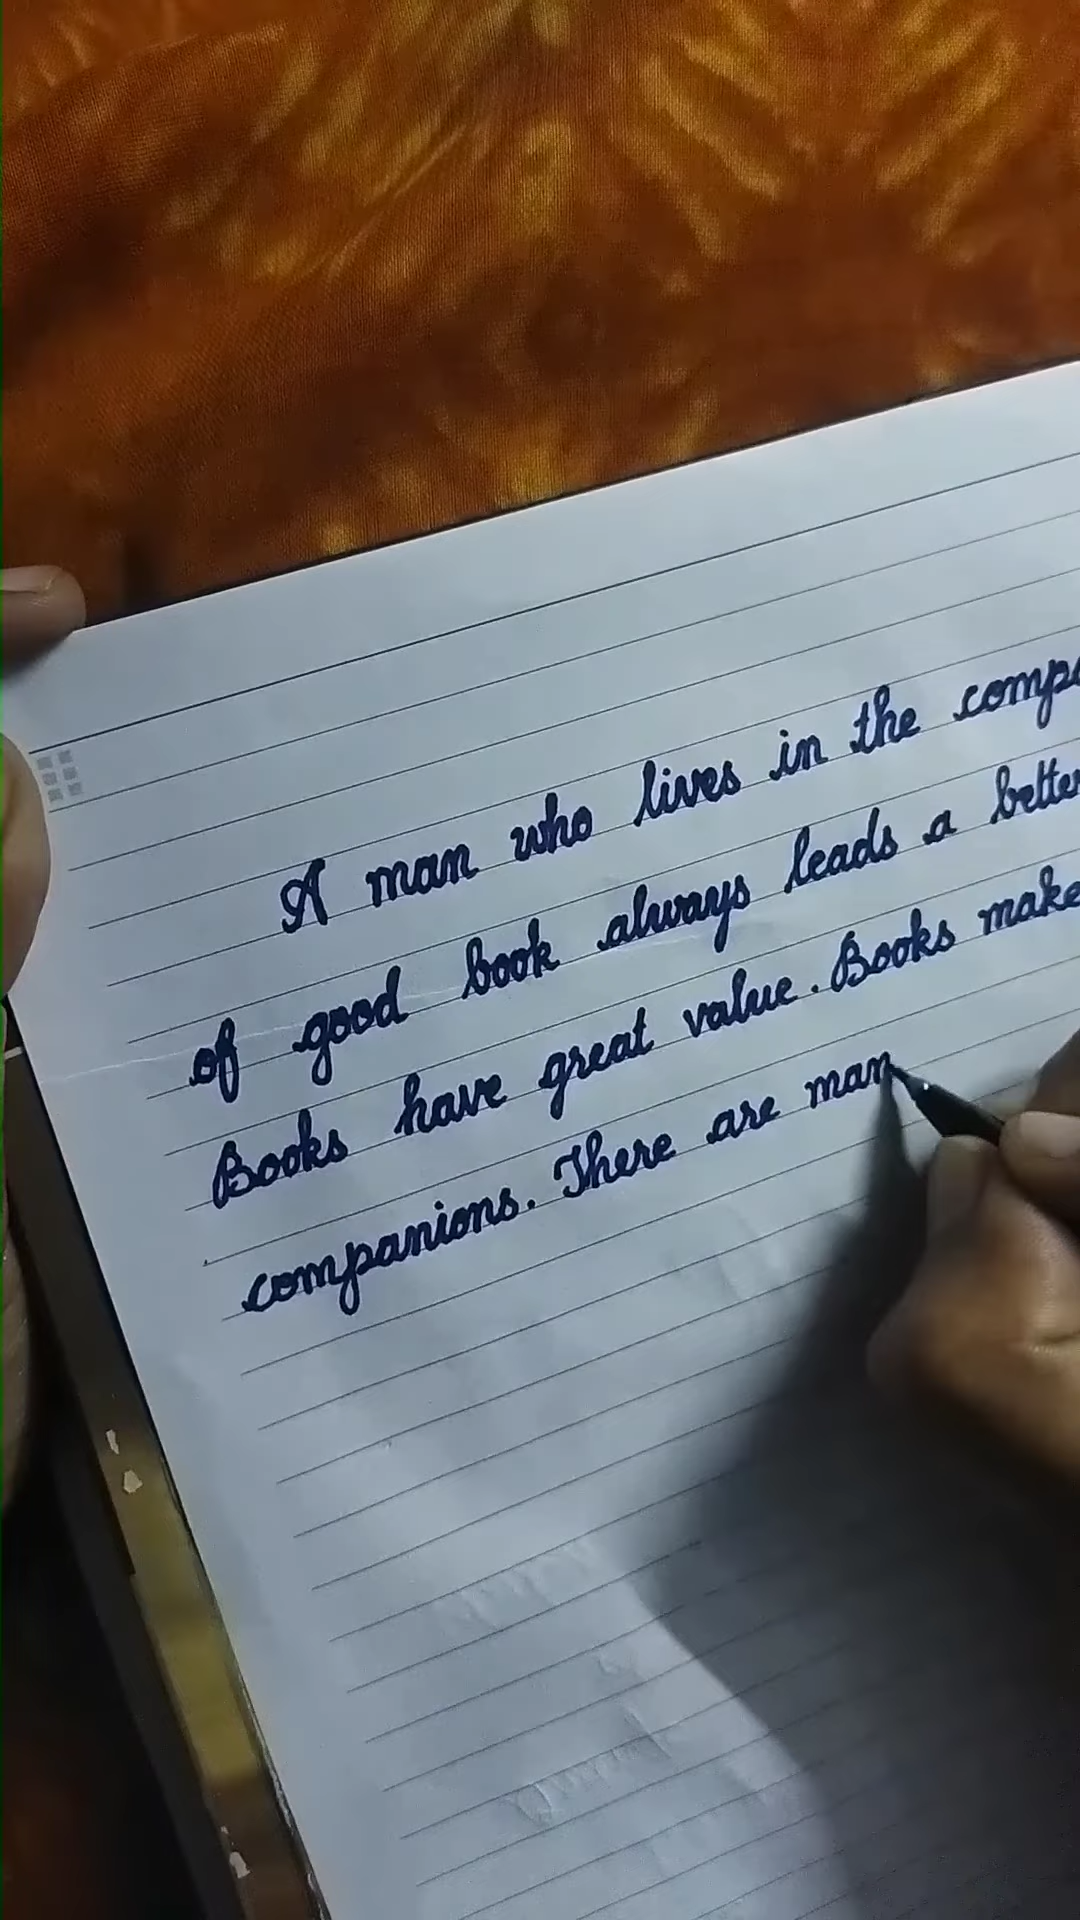 A man who lives in the compa
of good book always leads a better
Books have great value. Books make
companions. There are man